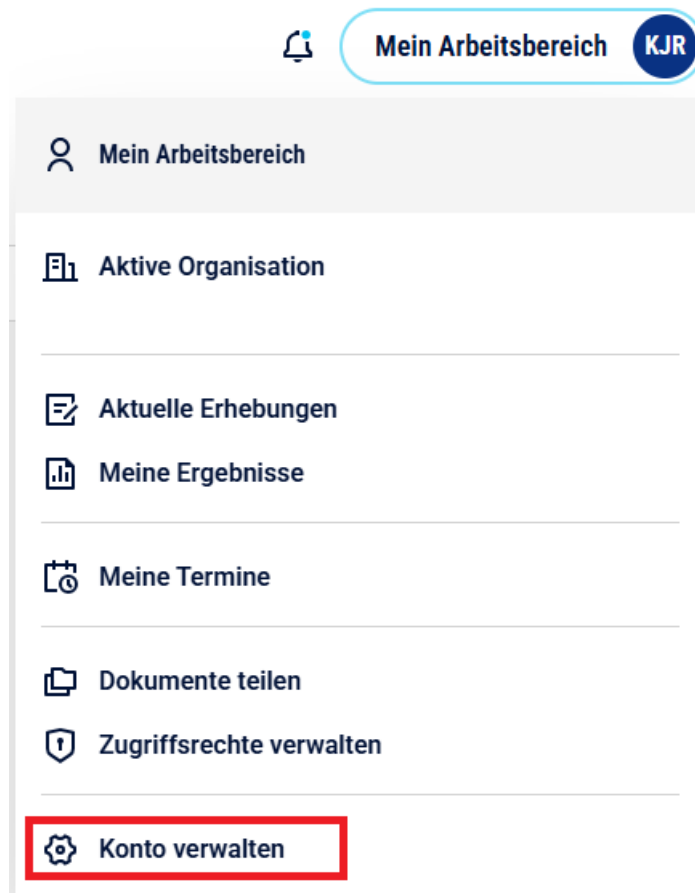 Mein Arbeitsbereich KJR
Mein Arbeitsbereich
Aktive Organisation
Aktuelle Erhebungen
Meine Ergebnisse
Meine Termine
Dokumente teilen
Zugriffsrechte verwalten
Konto verwalten